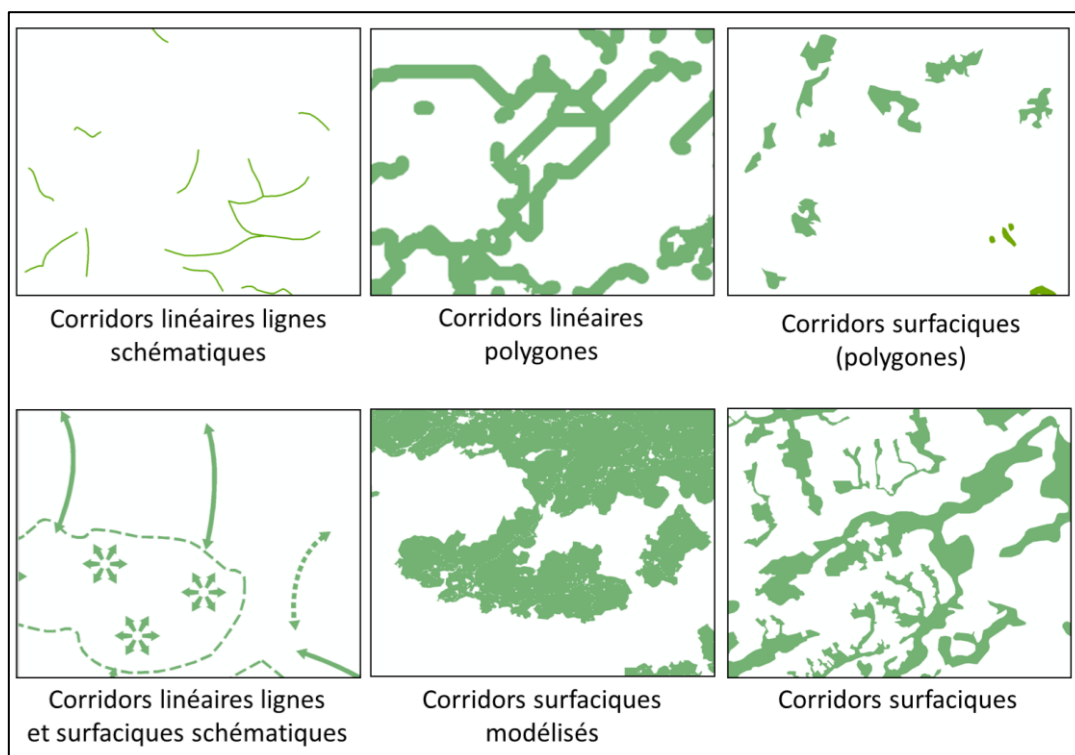 Corridors linéaires lignes
schématiques
Corridors linéaires
polygones
Corridors surfaciques
(polygones)
Corridors linéaires lignes
et surfaciques schématiques
Corridors surfaciques
modélisés
Corridors surfaciques